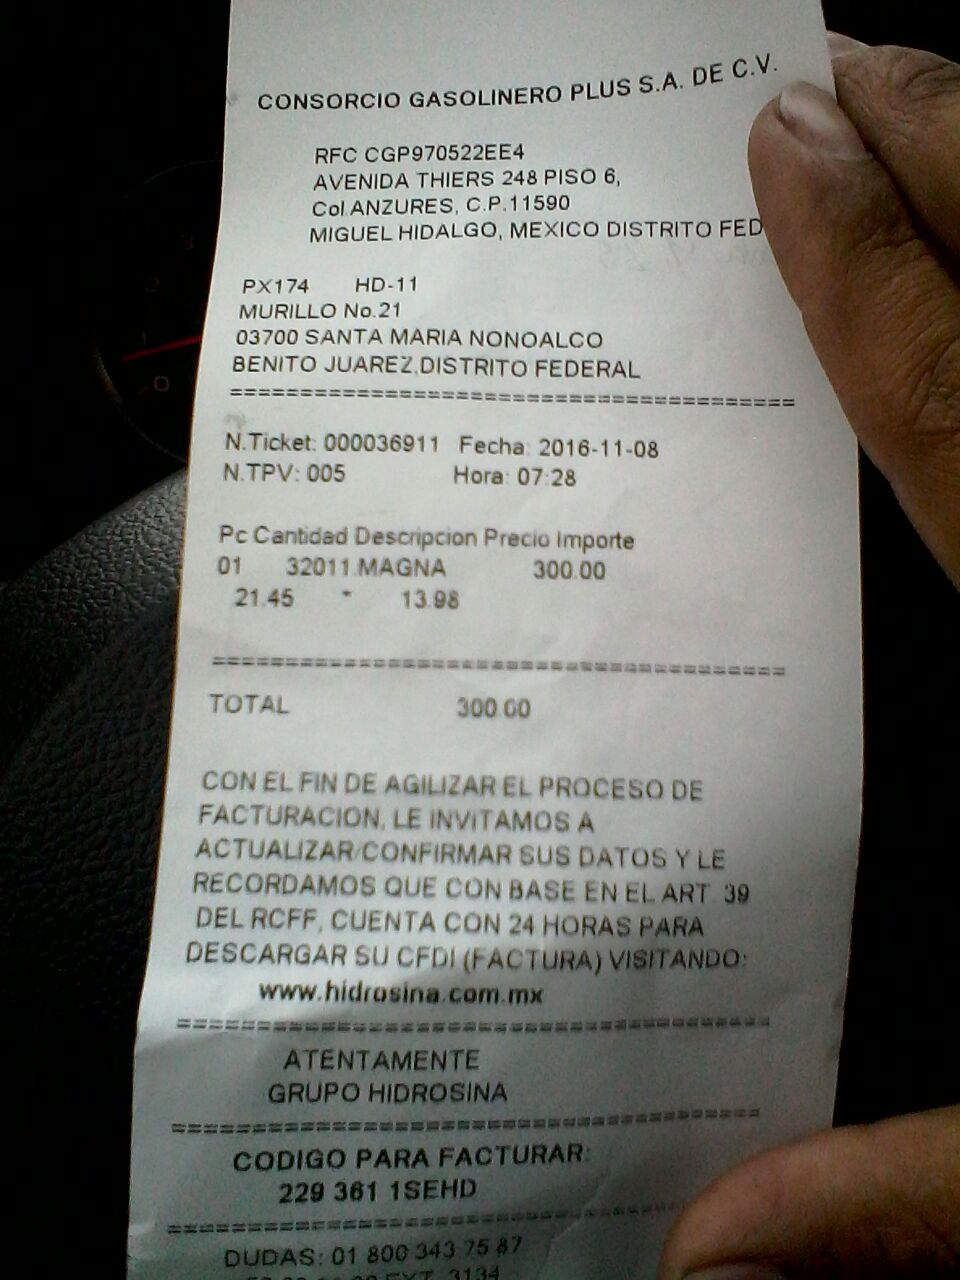 CONSORCIO GASOLINERO PLUS S.A. DE C.V.
RFC CGP970522EE4
AVENIDA THIERS 248 PISO 6,
Col.ANZURES, C.P.11590
MIGUEL HIDALGO, MEXICO DISTRITO FED
PX174 HD-11
MURILLO No.21
03700 SANTA MARIA NONOALCO
BENITO JUAREZ,DISTRITO FEDERAL
=======================================
N.Ticket: 000036911 Fecha: 2016-11-08
N.TPV: 005 Hora: 07:28
Pc Cantidad Descripcion Precio Importe
01 32011.MAGNA 300.00
21.45 * 13.98
=======================================
TOTAL 300.00
CON EL FIN DE AGILIZAR EL PROCESO DE
FACTURACION, LE INVITAMOS A
ACTUALIZAR/CONFIRMAR SUS DATOS Y LE
RECORDAMOS QUE CON BASE EN EL ART. 39
DEL RCFF, CUENTA CON 24 HORAS PARA
DESCARGAR SU CFDI (FACTURA) VISITANDO:
www.hidrosina.com.mx
=======================================
ATENTAMENTE
GRUPO HIDROSINA
=======================================
CODIGO PARA FACTURAR:
229 361 1SEHD
=======================================
DUDAS: 01 800 343 75 87
EXT. 3134